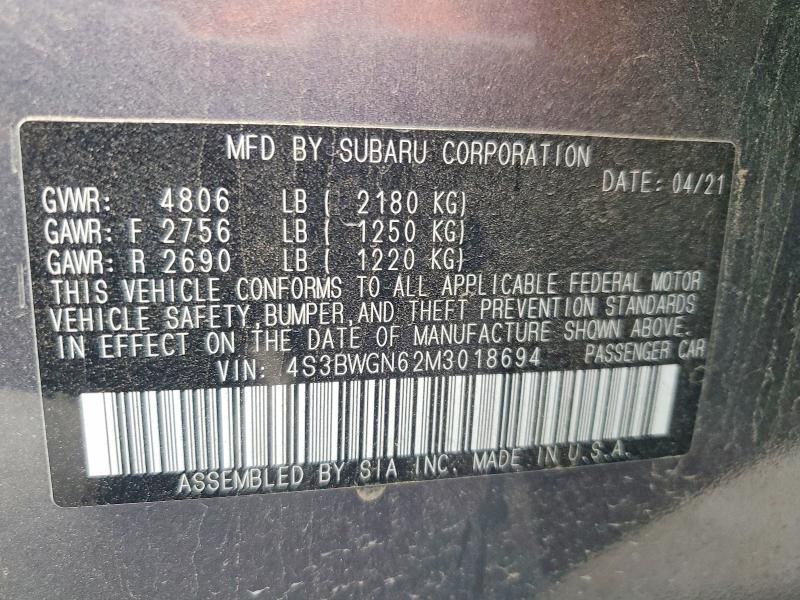 MFD BY SUBARU CORPORATION
DATE: 04/21
GVWR: 4806 LB ( 2180 KG)
GAWR: F 2756 LB ( 1250 KG)
GAWR: R 2690 LB ( 1220 KG)
THIS VEHICLE CONFORMS TO ALL APPLICABLE FEDERAL MOTOR
VEHICLE SAFETY, BUMPER, AND THEFT PREVENTION STANDARDS
IN EFFECT ON THE DATE OF MANUFACTURE SHOWN ABOVE.
VIN: 4S3BWGN62M3018694 PASSENGER CAR
ASSEMBLED BY SIA INC. MADE IN U.S.A.